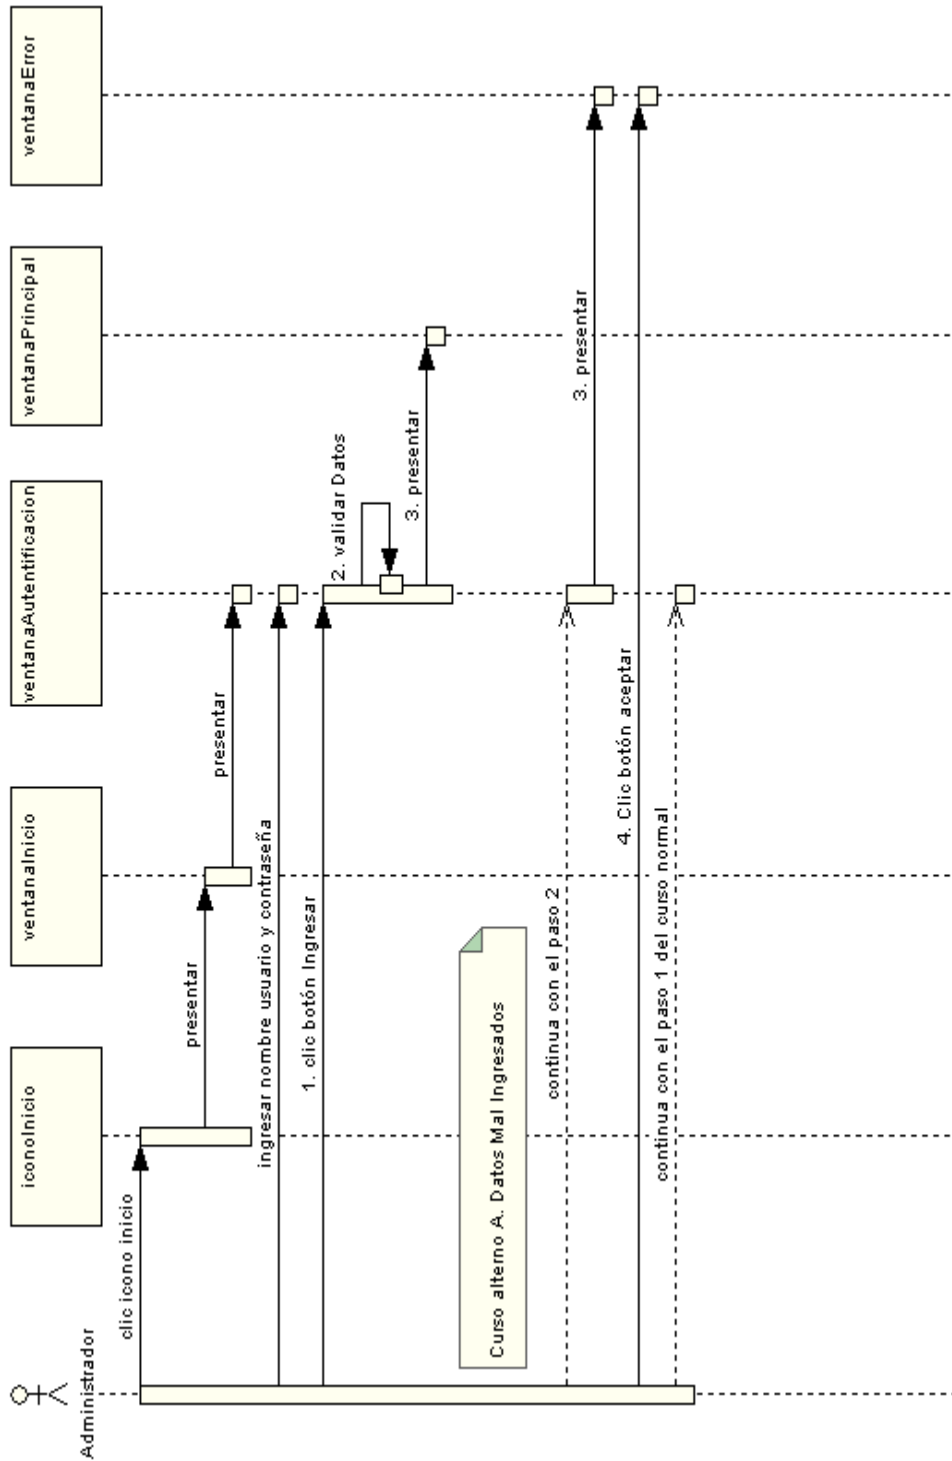 Administrador
iconoInicio
ventanaInicio
ventanaAutentificacion
ventanaPrincipal
ventanaError
clic icono inicio
presentar
presentar
ingresar nombre usuario y contraseña
1. clic botón Ingresar
2. validar Datos
3. presentar
Curso alterno A. Datos Mal Ingresados
continua con el paso 2
3. presentar
4. Clic botón aceptar
continua con el paso 1 del curso normal